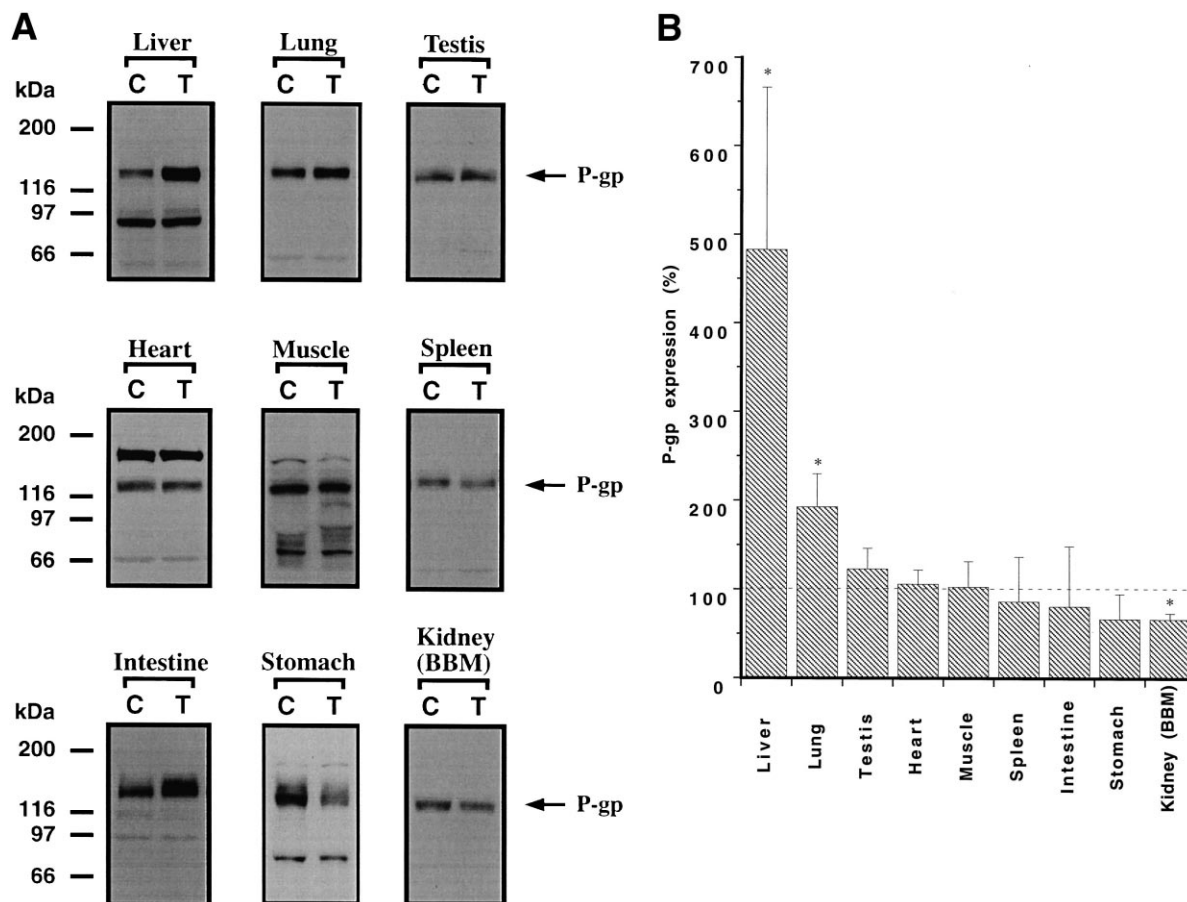 A
Liver Lung Testis
C T C T C T
kDa
200
116
97
66
P-gp
Heart Muscle Spleen
C T C T C T
kDa
200
116
97
66
P-gp
Intestine Stomach Kidney
(BBM)
C T C T C T
kDa
200
116
97
66
P-gp
B
P-gp expression (%)
700
600
500
400
300
200
100
0
*
*
*
Liver
Lung
Testis
Heart
Muscle
Spleen
Intestine
Stomach
Kidney (BBM)